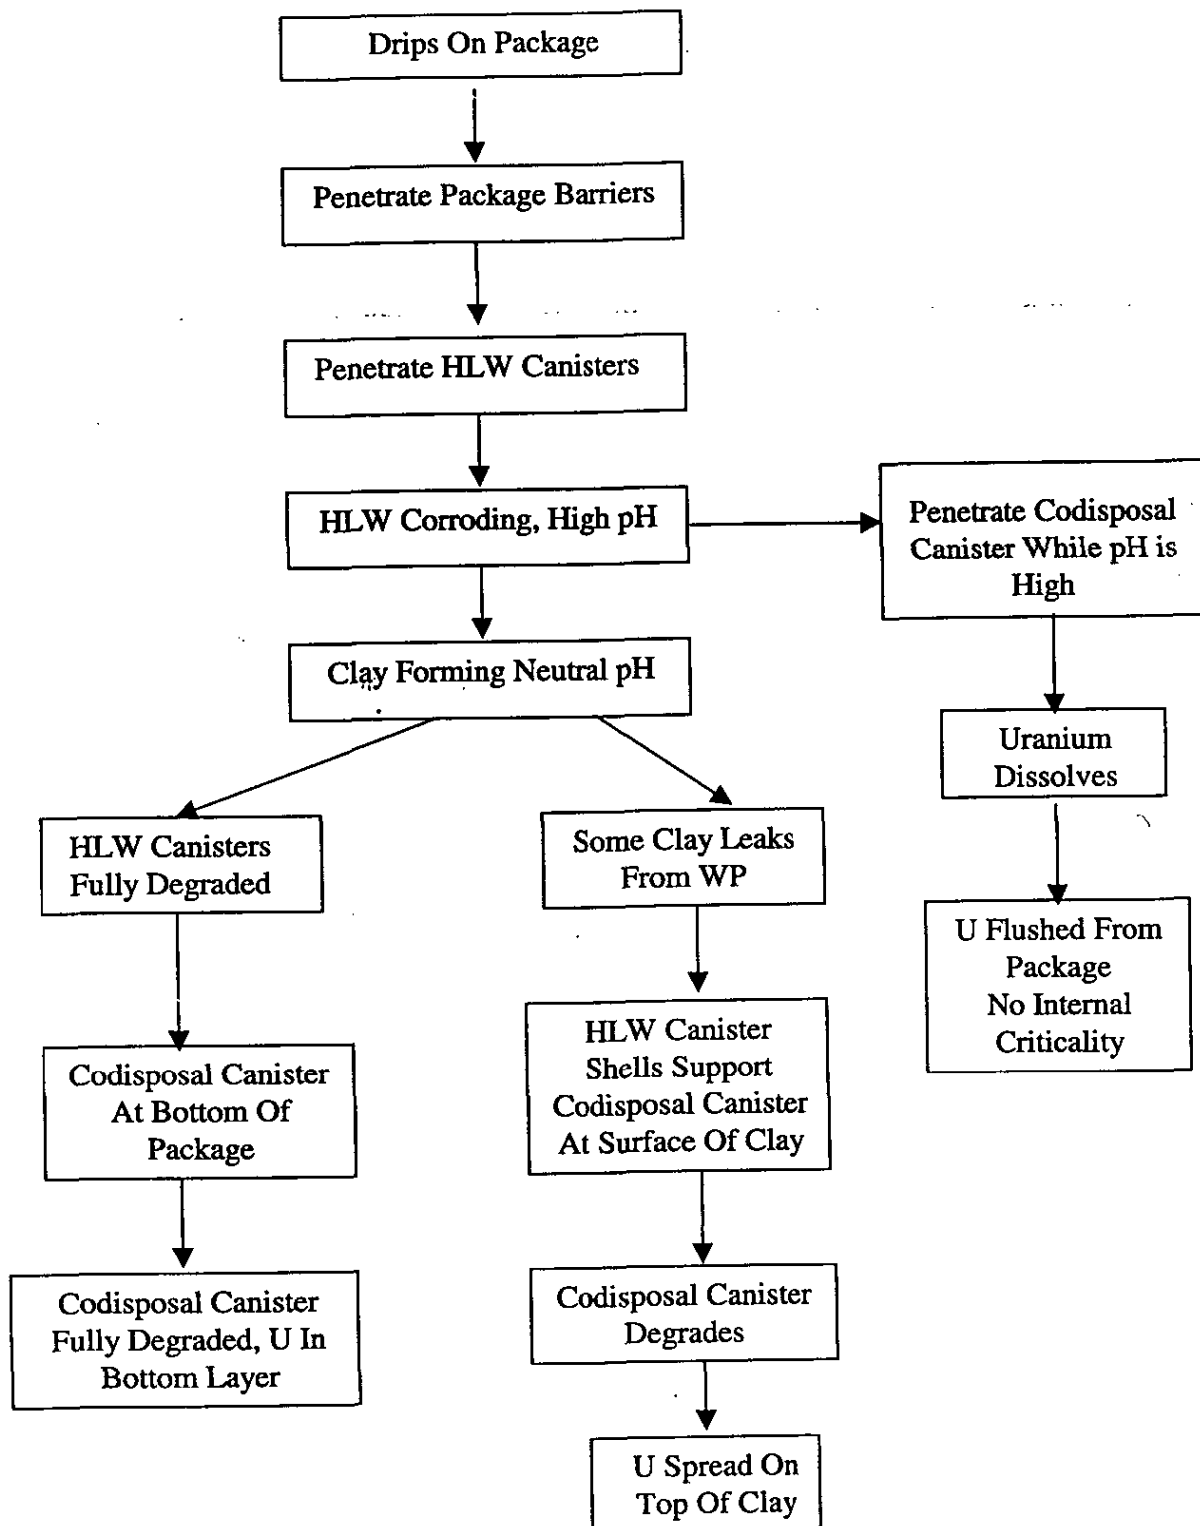 Drips On Package
Penetrate Package Barriers
Penetrate HLW Canisters
HLW Corroding, High pH
Penetrate Codisposal
Canister While pH is
High
Clay Forming Neutral pH
Uranium
Dissolves
HLW Canisters
Fully Degraded
Some Clay Leaks
From WP
U Flushed From
Package
No Internal
Criticality
Codisposal Canister
At Bottom Of
Package
HLW Canister
Shells Support
Codisposal Canister
At Surface Of Clay
Codisposal Canister
Fully Degraded, U In
Bottom Layer
Codisposal Canister
Degrades
U Spread On
Top Of Clay